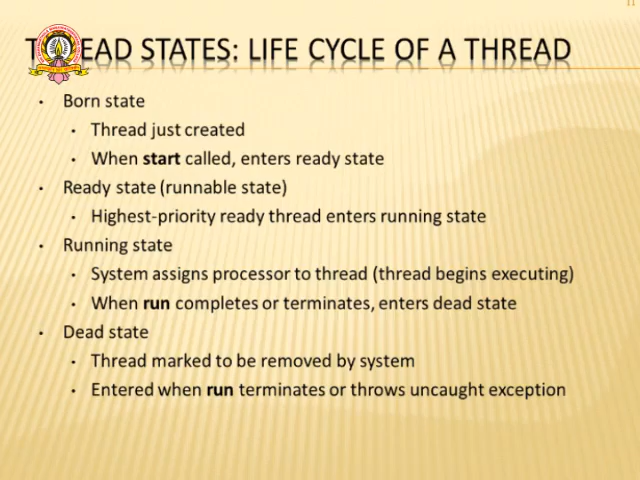 11
T READ STATES: LIFE CYCLE OF A THREAD
• Born state
• Thread just created
• When start called, enters ready state
• Ready state (runnable state)
• Highest-priority ready thread enters running state
• Running state
• System assigns processor to thread (thread begins executing)
• When run completes or terminates, enters dead state
• Dead state
• Thread marked to be removed by system
• Entered when run terminates or throws uncaught exception